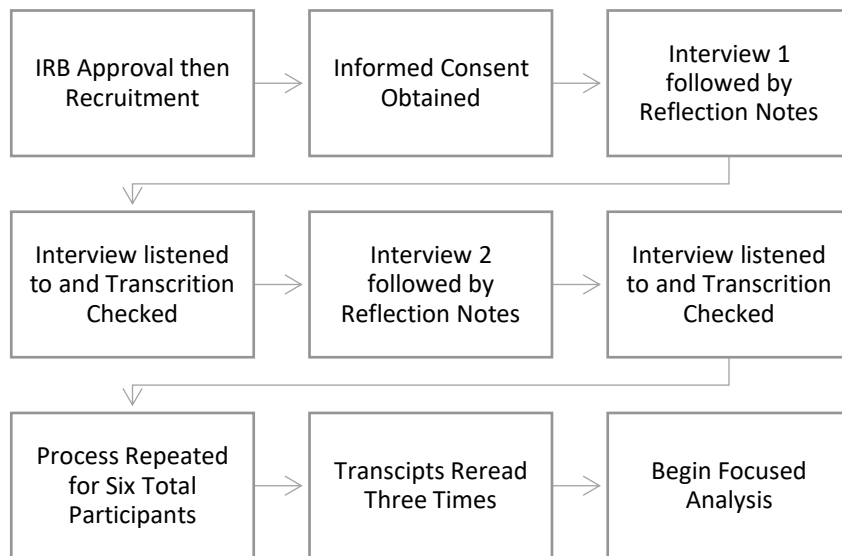 IRB Approval then
Recruitment
Informed Consent
Obtained
Interview 1
followed by
Reflection Notes
Interview listened
to and Transcrition
Checked
Interview 2
followed by
Reflection Notes
Interview listened
to and Transcrition
Checked
Process Repeated
for Six Total
Participants
Transcipts Reread
Three Times
Begin Focused
Analysis